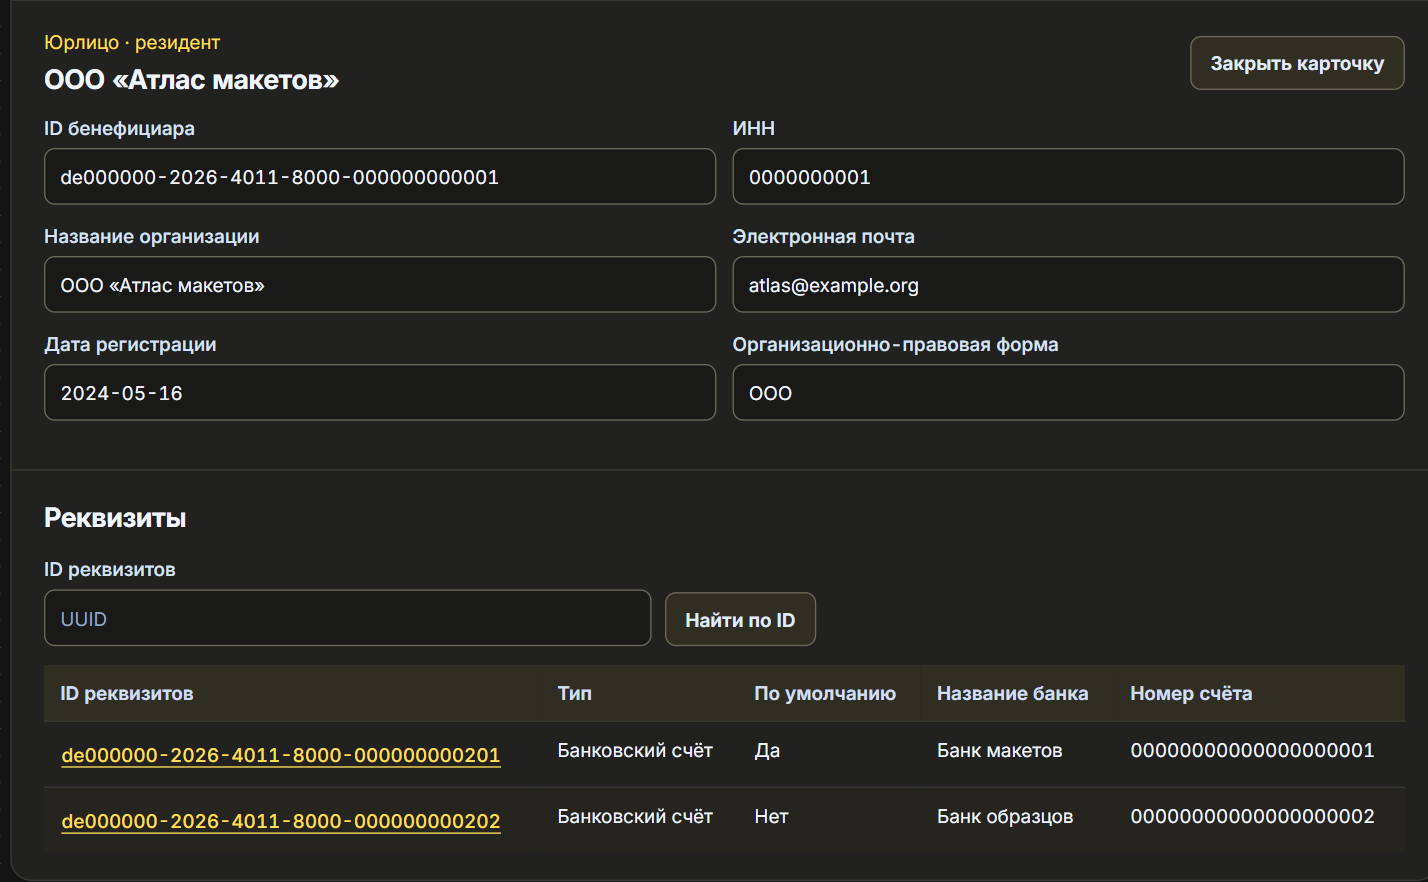 Юрлицо · резидент
ООО «Атлас макетов»
Закрыть карточку
ID бенефициара
ИНН
de000000-2026-4011-8000-000000000001
0000000001
Название организации
Электронная почта
ООО «Атлас макетов»
atlas@example.org
Дата регистрации
Организационно-правовая форма
2024-05-16
ООО
Реквизиты
ID реквизитов
UUID
Найти по ID
ID реквизитов Тип По умолчанию Название банка Номер счёта
de000000-2026-4011-8000-000000000201 Банковский счёт Да Банк макетов 00000000000000000001
de000000-2026-4011-8000-000000000202 Банковский счёт Нет Банк образцов 00000000000000000002